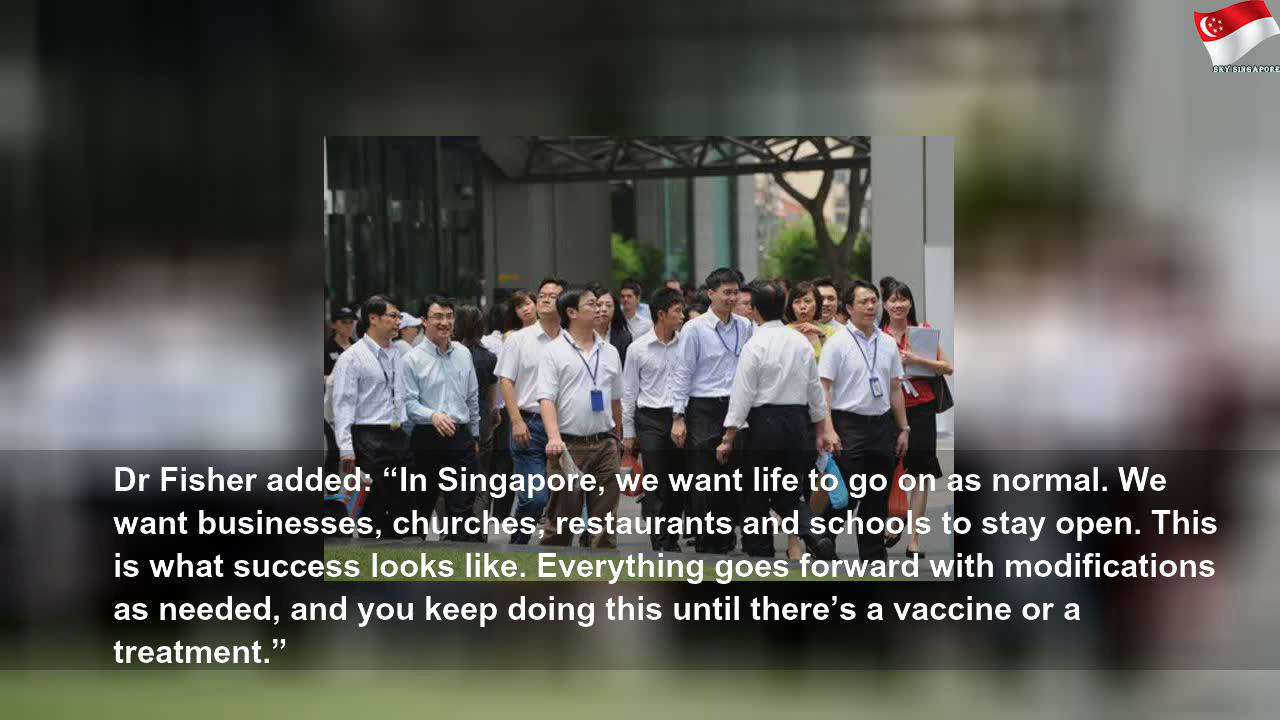 SKY SINGAPORE
Dr Fisher added: “In Singapore, we want life to go on as normal. We
want businesses, churches, restaurants and schools to stay open. This
is what success looks like. Everything goes forward with modifications
as needed, and you keep doing this until there’s a vaccine or a
treatment.”